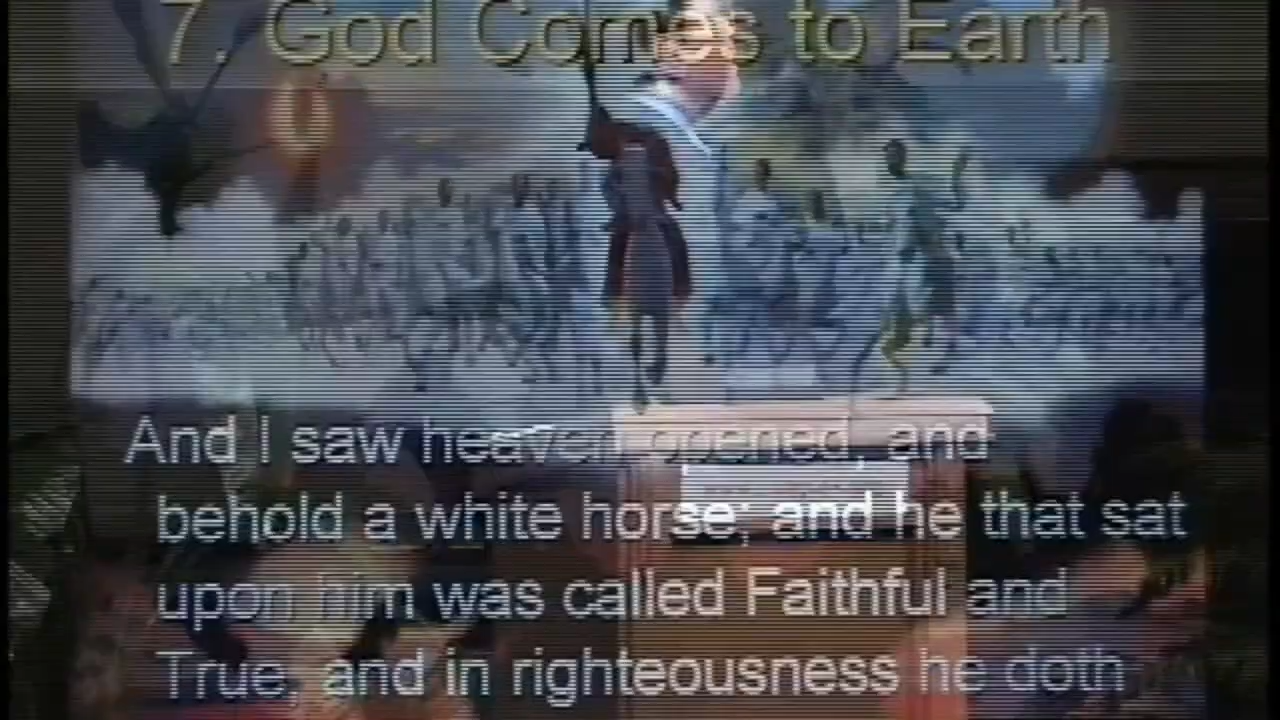 7. God Comes to Earth
And I saw heaven opened, and
behold a white horse; and he that sat
upon him was called Faithful and
True, and in righteousness he doth